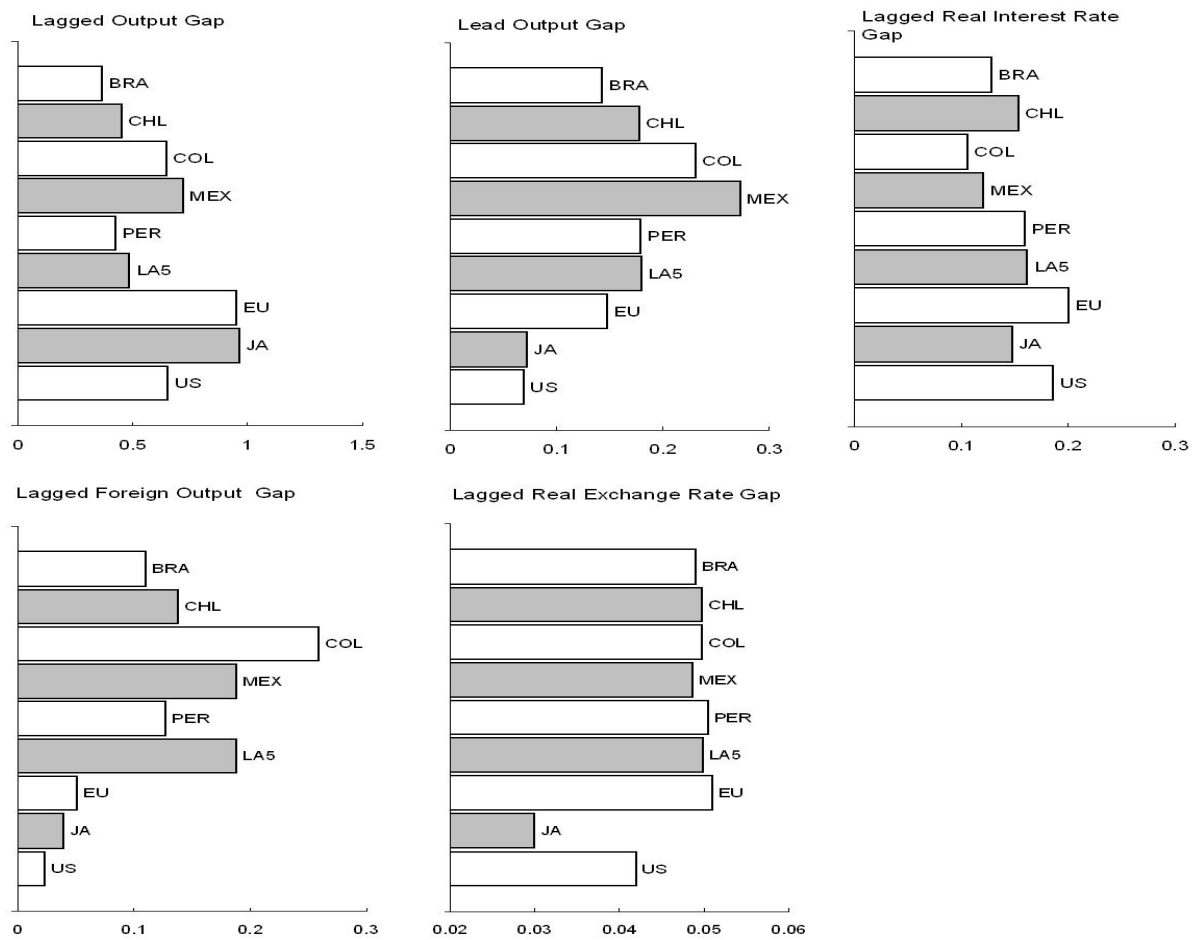 Lagged Output Gap
BRA
CHL
COL
MEX
PER
LA5
EU
JA
US
0 0.5 1 1.5
Lead Output Gap
BRA
CHL
COL
MEX
PER
LA5
EU
JA
US
0 0.1 0.2 0.3
Lagged Real Interest Rate
Gap
BRA
CHL
COL
MEX
PER
LA5
EU
JA
US
0 0.1 0.2 0.3
Lagged Foreign Output Gap
BRA
CHL
COL
MEX
PER
LA5
EU
JA
US
0 0.1 0.2 0.3
Lagged Real Exchange Rate Gap
BRA
CHL
COL
MEX
PER
LA5
EU
JA
US
0.02 0.03 0.04 0.05 0.06